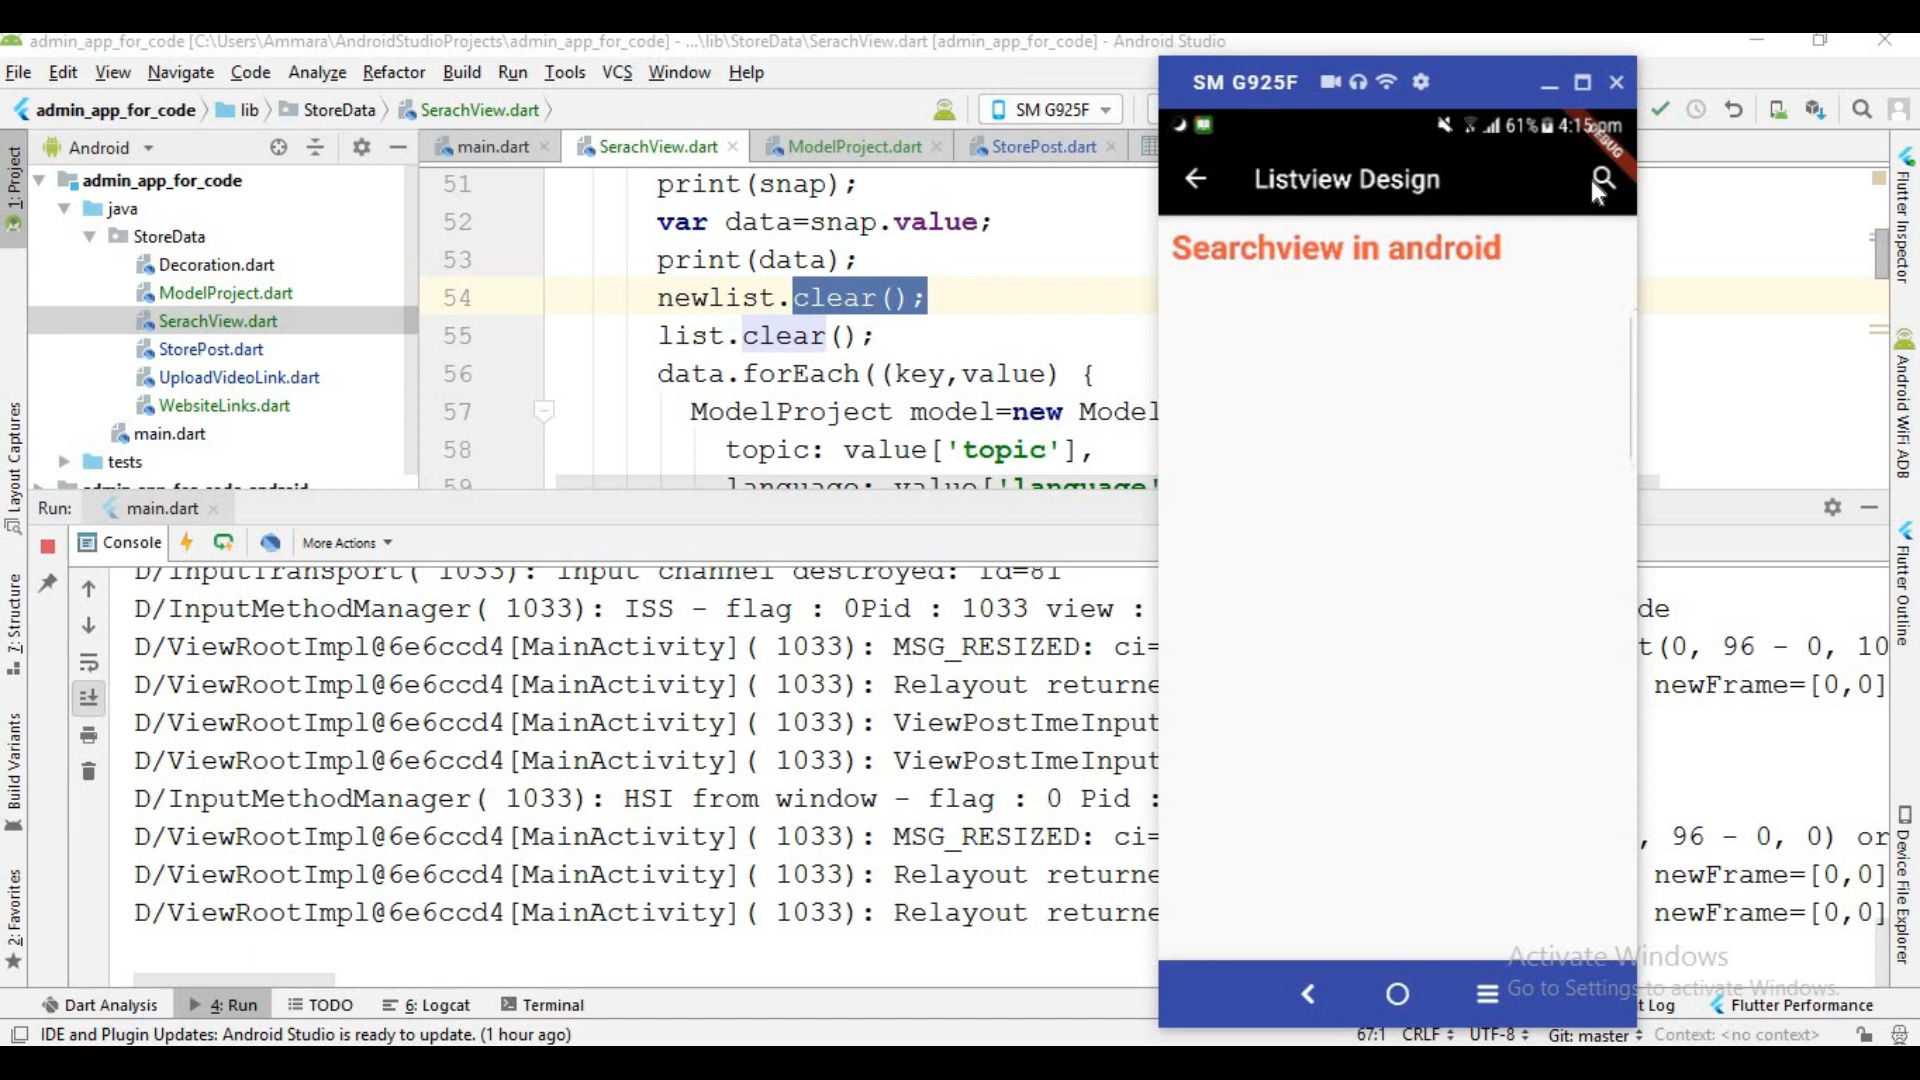 admin_app_for_code [C:\Users\Ammara\AndroidStudioProjects\admin_app_for_code] - ...\lib\StoreData\SerachView.dart [admin_app_for_code] - Android Studio
File Edit View Navigate Code Analyze Refactor Build Run Tools VCS Window Help
admin_app_for_code lib StoreData SerachView.dart SM G925F
Android
main.dart SerachView.dart ModelProject.dart StorePost.dart
1: Project
Layout Captures
7: Structure
Build Variants
2: Favorites
admin_app_for_code
java
StoreData
Decoration.dart
ModelProject.dart
SerachView.dart
StorePost.dart
UploadVideoLink.dart
WebsiteLinks.dart
main.dart
tests
51 print(snap);
52 var data=snap.value;
53 print(data);
54 newlist.clear();
55 list.clear();
56 data.forEach((key,value) {
57 ModelProject model=new Model
58 topic: value['topic'],
59 language: value['language'
SM G925F
61% 4:15 pm
DEBUG
Listview Design
Searchview in android
Run: main.dart
Console More Actions
D/InputTransport( 1033): Input channel destroyed: id=81
D/InputMethodManager( 1033): ISS - flag : 0Pid : 1033 view : de
D/ViewRootImpl@6e6ccd4[MainActivity]( 1033): MSG_RESIZED: ci= t(0, 96 - 0, 10
D/ViewRootImpl@6e6ccd4[MainActivity]( 1033): Relayout returne newFrame=[0,0]
D/ViewRootImpl@6e6ccd4[MainActivity]( 1033): ViewPostImeInput
D/ViewRootImpl@6e6ccd4[MainActivity]( 1033): ViewPostImeInput
D/InputMethodManager( 1033): HSI from window - flag : 0 Pid :
D/ViewRootImpl@6e6ccd4[MainActivity]( 1033): MSG_RESIZED: ci= , 96 - 0, 0) or
D/ViewRootImpl@6e6ccd4[MainActivity]( 1033): Relayout returne newFrame=[0,0]
D/ViewRootImpl@6e6ccd4[MainActivity]( 1033): Relayout returne newFrame=[0,0]
Flutter Inspector
Android WiFi ADB
Flutter Outline
Device File Explorer
Activate Windows
Go to Settings to activate Windows.
Dart Analysis 4: Run TODO 6: Logcat Terminal t Log Flutter Performance
IDE and Plugin Updates: Android Studio is ready to update. (1 hour ago) 67:1 CRLF UTF-8 Git: master Context: <no context>